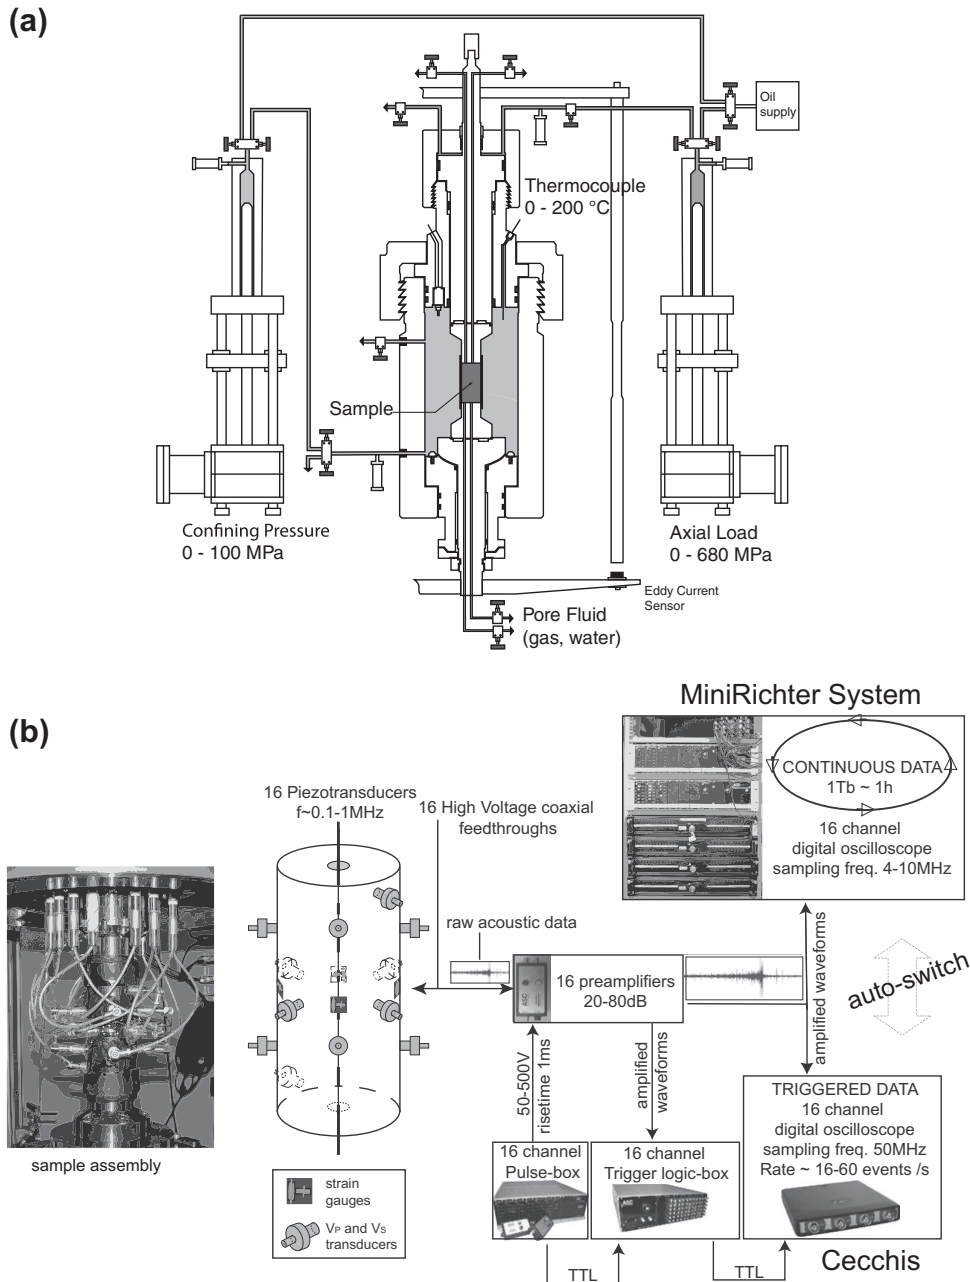 (a)
Oil
supply
Thermocouple
0 - 200 °C
Sample
Confining Pressure
0 - 100 MPa
Axial Load
0 - 680 MPa
Eddy Current
Sensor
Pore Fluid
(gas, water)
(b)
MiniRichter System
CONTINUOUS DATA
1Tb ~ 1h
16 channel
digital oscilloscope
sampling freq. 4-10MHz
16 Piezotransducers
f~0.1-1MHz
16 High Voltage coaxial
feedthroughs
raw acoustic data
ASC
16 preamplifiers
20-80dB
amplified waveforms
auto-switch
50-500V
risetime 1ms
amplified
waveforms
sample assembly
strain
gauges
VP and VS
transducers
16 channel
Pulse-box
16 channel
Trigger logic-box
ASC
TRIGGERED DATA
16 channel
digital oscilloscope
sampling freq. 50MHz
Rate ~ 16-60 events /s
Cecchis
TTL
TTL